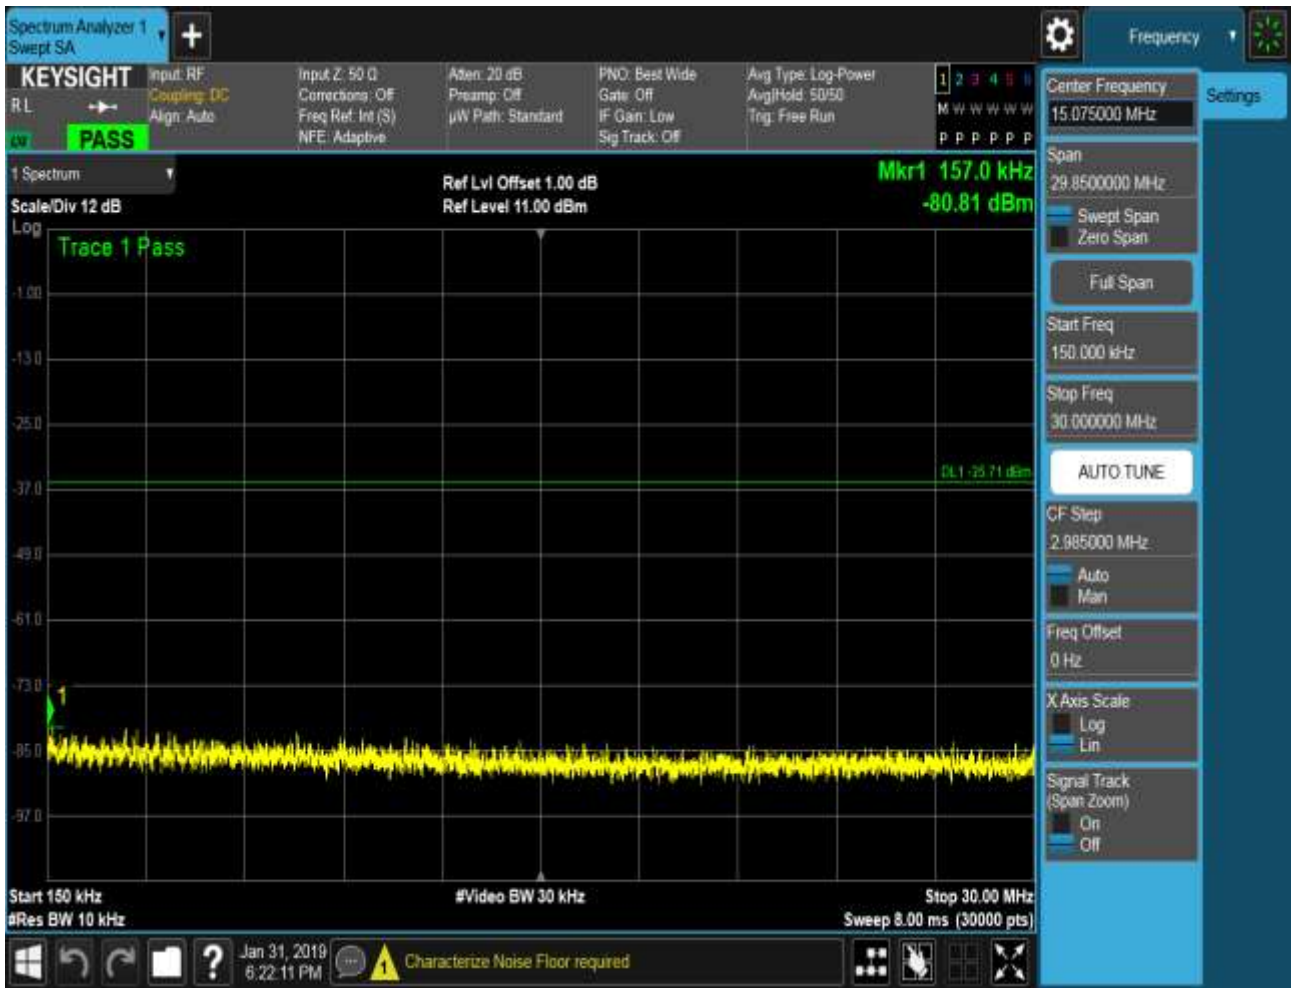 Spectrum Analyzer 1
Swept SA
Frequency
KEYSIGHT
R L
PASS
Input: RF
Coupling: DC
Align: Auto
Input Z: 50 Ω
Corrections: Off
Freq Ref: Int (S)
NFE: Adaptive
Atten: 20 dB
Preamp: Off
µW Path: Standard
PNO: Best Wide
Gate: Off
IF Gain: Low
Sig Track: Off
Avg Type: Log-Power
Avg|Hold: 50/50
Trig: Free Run
1 2 3 4 5 6
M W W W W W
P P P P P P
1 Spectrum
Scale/Div 12 dB
Ref Lvl Offset 1.00 dB
Ref Level 11.00 dBm
Mkr1 157.0 kHz
-80.81 dBm
Log
Trace 1 Pass
-1.00
-13.0
-25.0
-37.0
-49.0
-61.0
-73.0
-85.0
-97.0
DL1 -35.71 dBm
1
Start 150 kHz
#Res BW 10 kHz
#Video BW 30 kHz
Stop 30.00 MHz
Sweep 8.00 ms (30000 pts)
?
Jan 31, 2019
6:22:11 PM
Characterize Noise Floor required
Center Frequency
15.075000 MHz
Settings
Span
29.8500000 MHz
Swept Span
Zero Span
Full Span
Start Freq
150.000 kHz
Stop Freq
30.000000 MHz
AUTO TUNE
CF Step
2.985000 MHz
Auto
Man
Freq Offset
0 Hz
X Axis Scale
Log
Lin
Signal Track
(Span Zoom)
On
Off